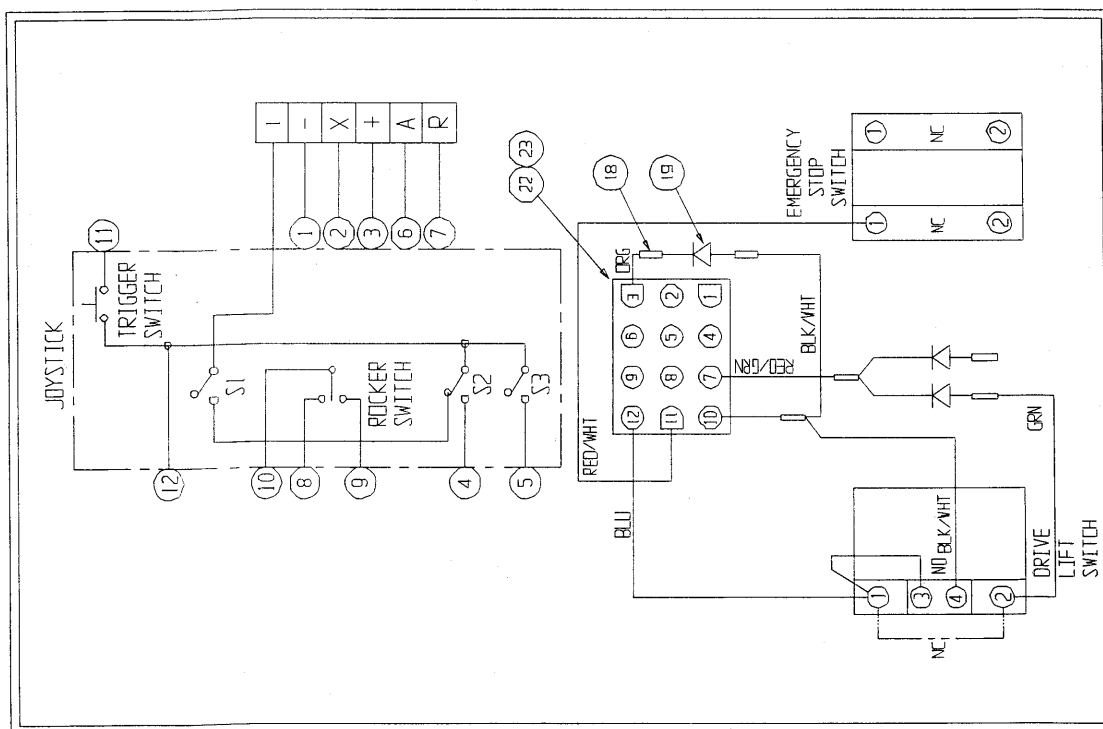 JOYSTICK
11
TRIGGER
SWITCH
12
S1
10
8
9
ROCKER
SWITCH
4
S2
5
S3
I
-
X
+
A
R
1
2
3
6
7
22
23
18
19
ORG
3
2
1
6
5
4
9
8
7
12
11
10
RED/WHT
BLU
RED/GRN
BLK/WHT
EMERGENCY
STOP
SWITCH
1
NC
2
1
NC
2
GRN
1
3
NO
4
BLK/WHT
2
NC
DRIVE
LIFT
SWITCH